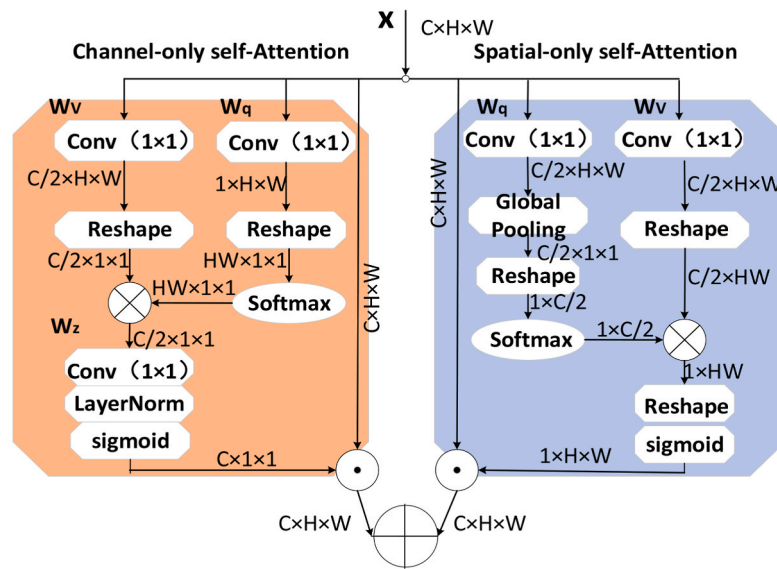 X
C×H×W
Channel-only self-Attention
Spatial-only self-Attention
Wv
Wq
Wq
Wv
Conv（1×1）
Conv（1×1）
Conv（1×1）
Conv（1×1）
C/2×H×W
1×H×W
C×H×W
C×H×W
C/2×H×W
C/2×H×W
Reshape
Reshape
Global
Pooling
Reshape
C/2×1×1
HW×1×1
C/2×1×1
Reshape
C/2×HW
HW×1×1
Softmax
1×C/2
Wz
C/2×1×1
Softmax
1×C/2
Conv（1×1）
1×HW
LayerNorm
Reshape
sigmoid
sigmoid
C×1×1
1×H×W
C×H×W
C×H×W